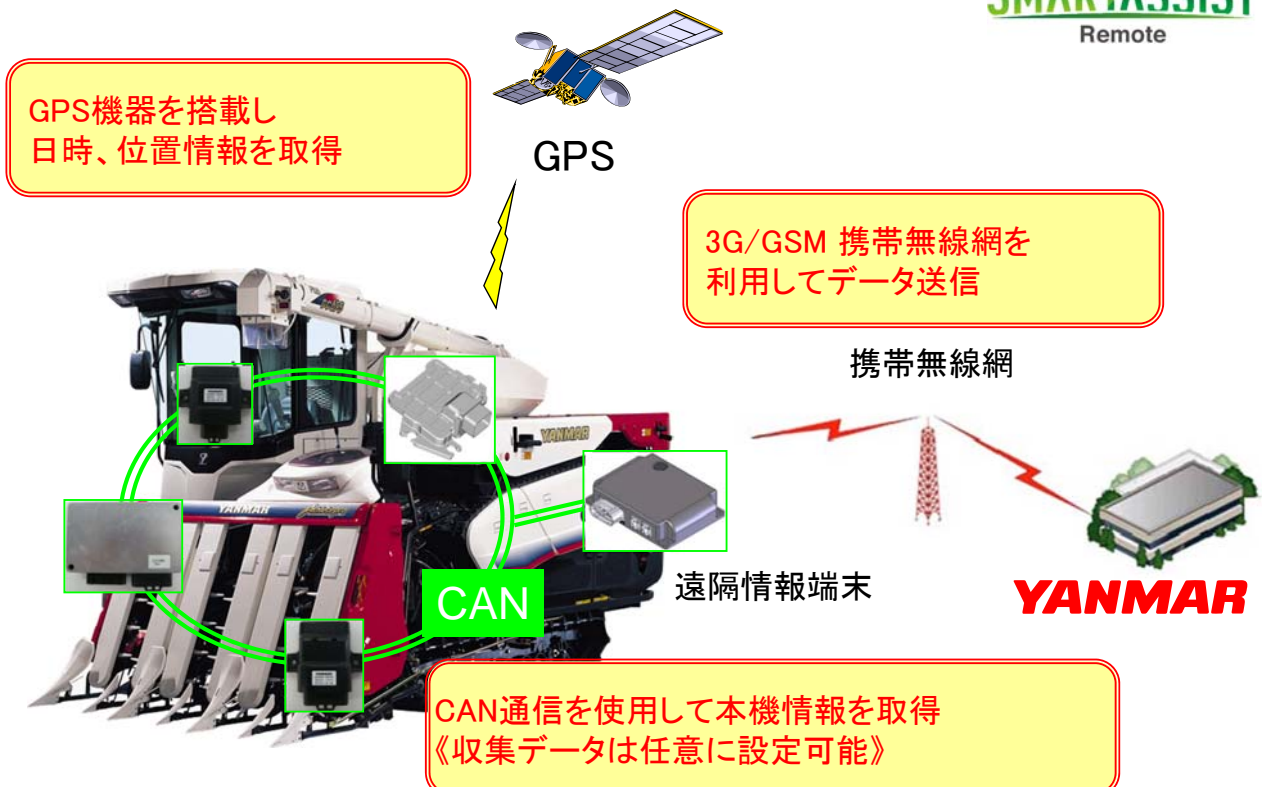 SMARTASSIST
Remote
GPS機器を搭載し
日時、位置情報を取得
GPS
3G/GSM 携帯無線網を
利用してデータ送信
携帯無線網
YANMAR
YANMAR
CAN
遠隔情報端末
YANMAR
CAN通信を使用して本機情報を取得
《収集データは任意に設定可能》